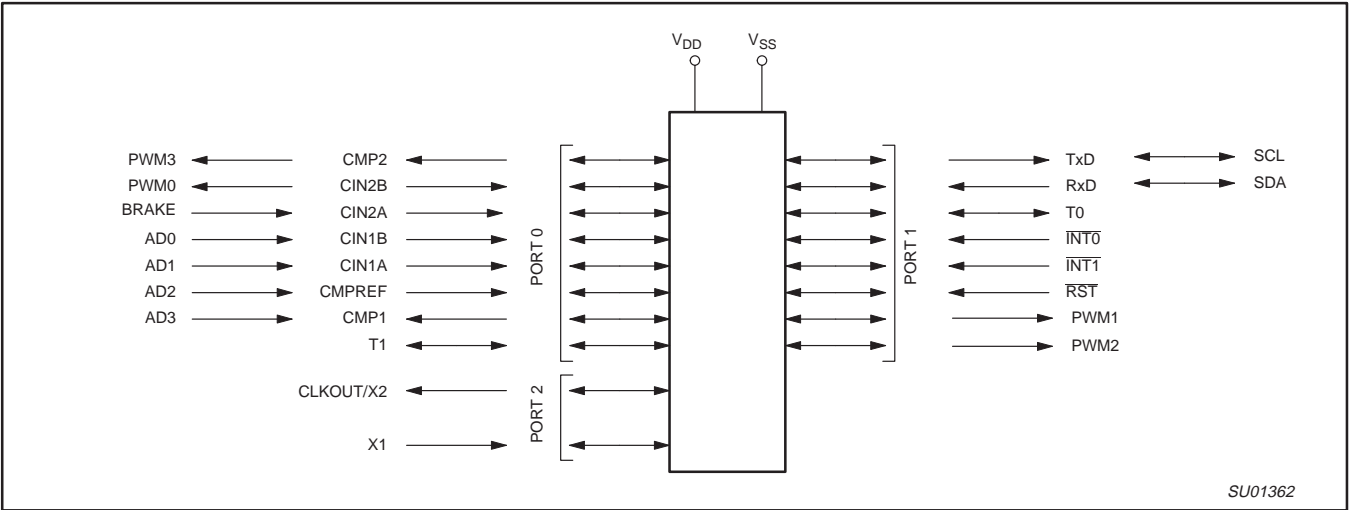 VDD VSS
PWM3 CMP2 TxD SCL
PWM0 CIN2B RxD SDA
BRAKE CIN2A T0
AD0 CIN1B INT0
AD1 CIN1A INT1
AD2 CMPREF RST
AD3 CMP1 PWM1
T1 PWM2
PORT 0
PORT 1
CLKOUT/X2
X1
PORT 2
SU01362